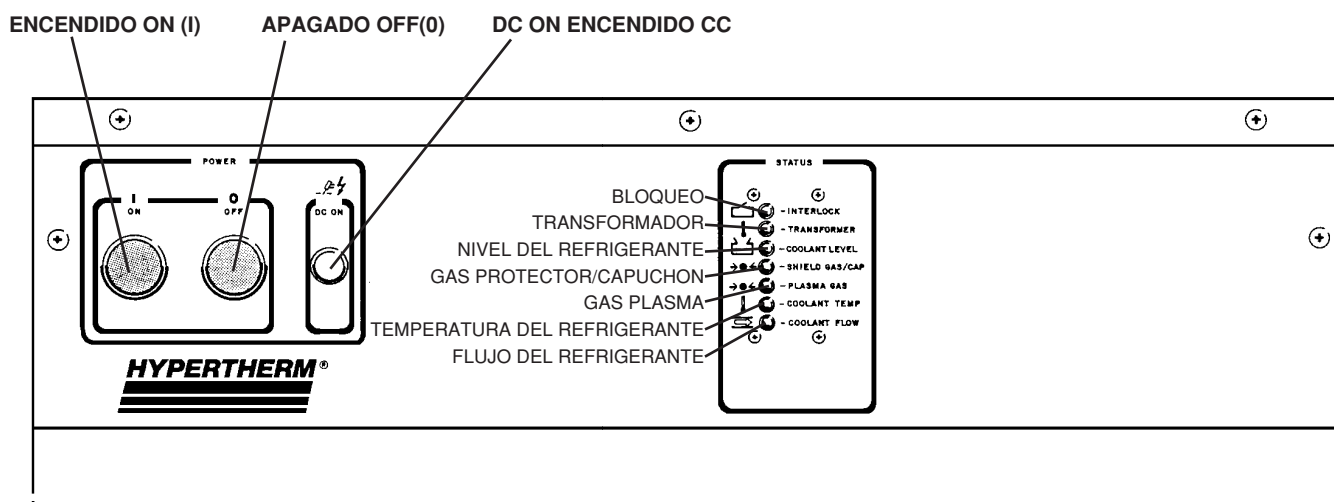 ENCENDIDO ON (I) APAGADO OFF(0) DC ON ENCENDIDO CC
POWER
I
ON
O
OFF
DC ON
HYPERTHERM®
STATUS
BLOQUEO
TRANSFORMADOR
NIVEL DEL REFRIGERANTE
GAS PROTECTOR/CAPUCHON
GAS PLASMA
TEMPERATURA DEL REFRIGERANTE
FLUJO DEL REFRIGERANTE
- INTERLOCK
- TRANSFORMER
- COOLANT LEVEL
- SHIELD GAS/CAP
- PLASMA GAS
- COOLANT TEMP
- COOLANT FLOW